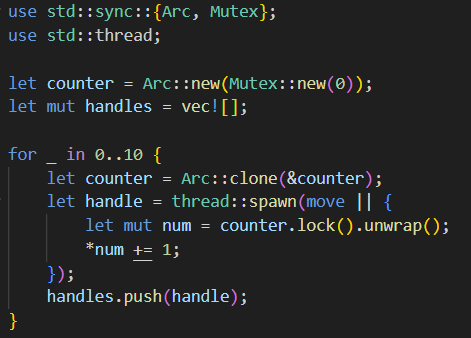 use std::sync::{Arc, Mutex};
use std::thread;

let counter = Arc::new(Mutex::new(0));
let mut handles = vec![];

for _ in 0..10 {
    let counter = Arc::clone(&counter);
    let handle = thread::spawn(move || {
        let mut num = counter.lock().unwrap();
        *num += 1;
    });
    handles.push(handle);
}